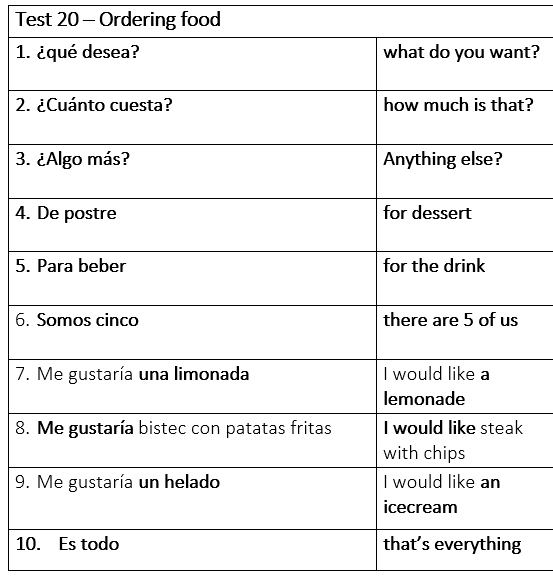 Test 20 – Ordering food
1. ¿qué desea?
what do you want?
2. ¿Cuánto cuesta?
how much is that?
3. ¿Algo más?
Anything else?
4. De postre
for dessert
5. Para beber
for the drink
6. Somos cinco
there are 5 of us
7. Me gustaría una limonada
I would like a
lemonade
8. Me gustaría bistec con patatas fritas
I would like steak
with chips
9. Me gustaría un helado
I would like an
icecream
10. Es todo
that's everything